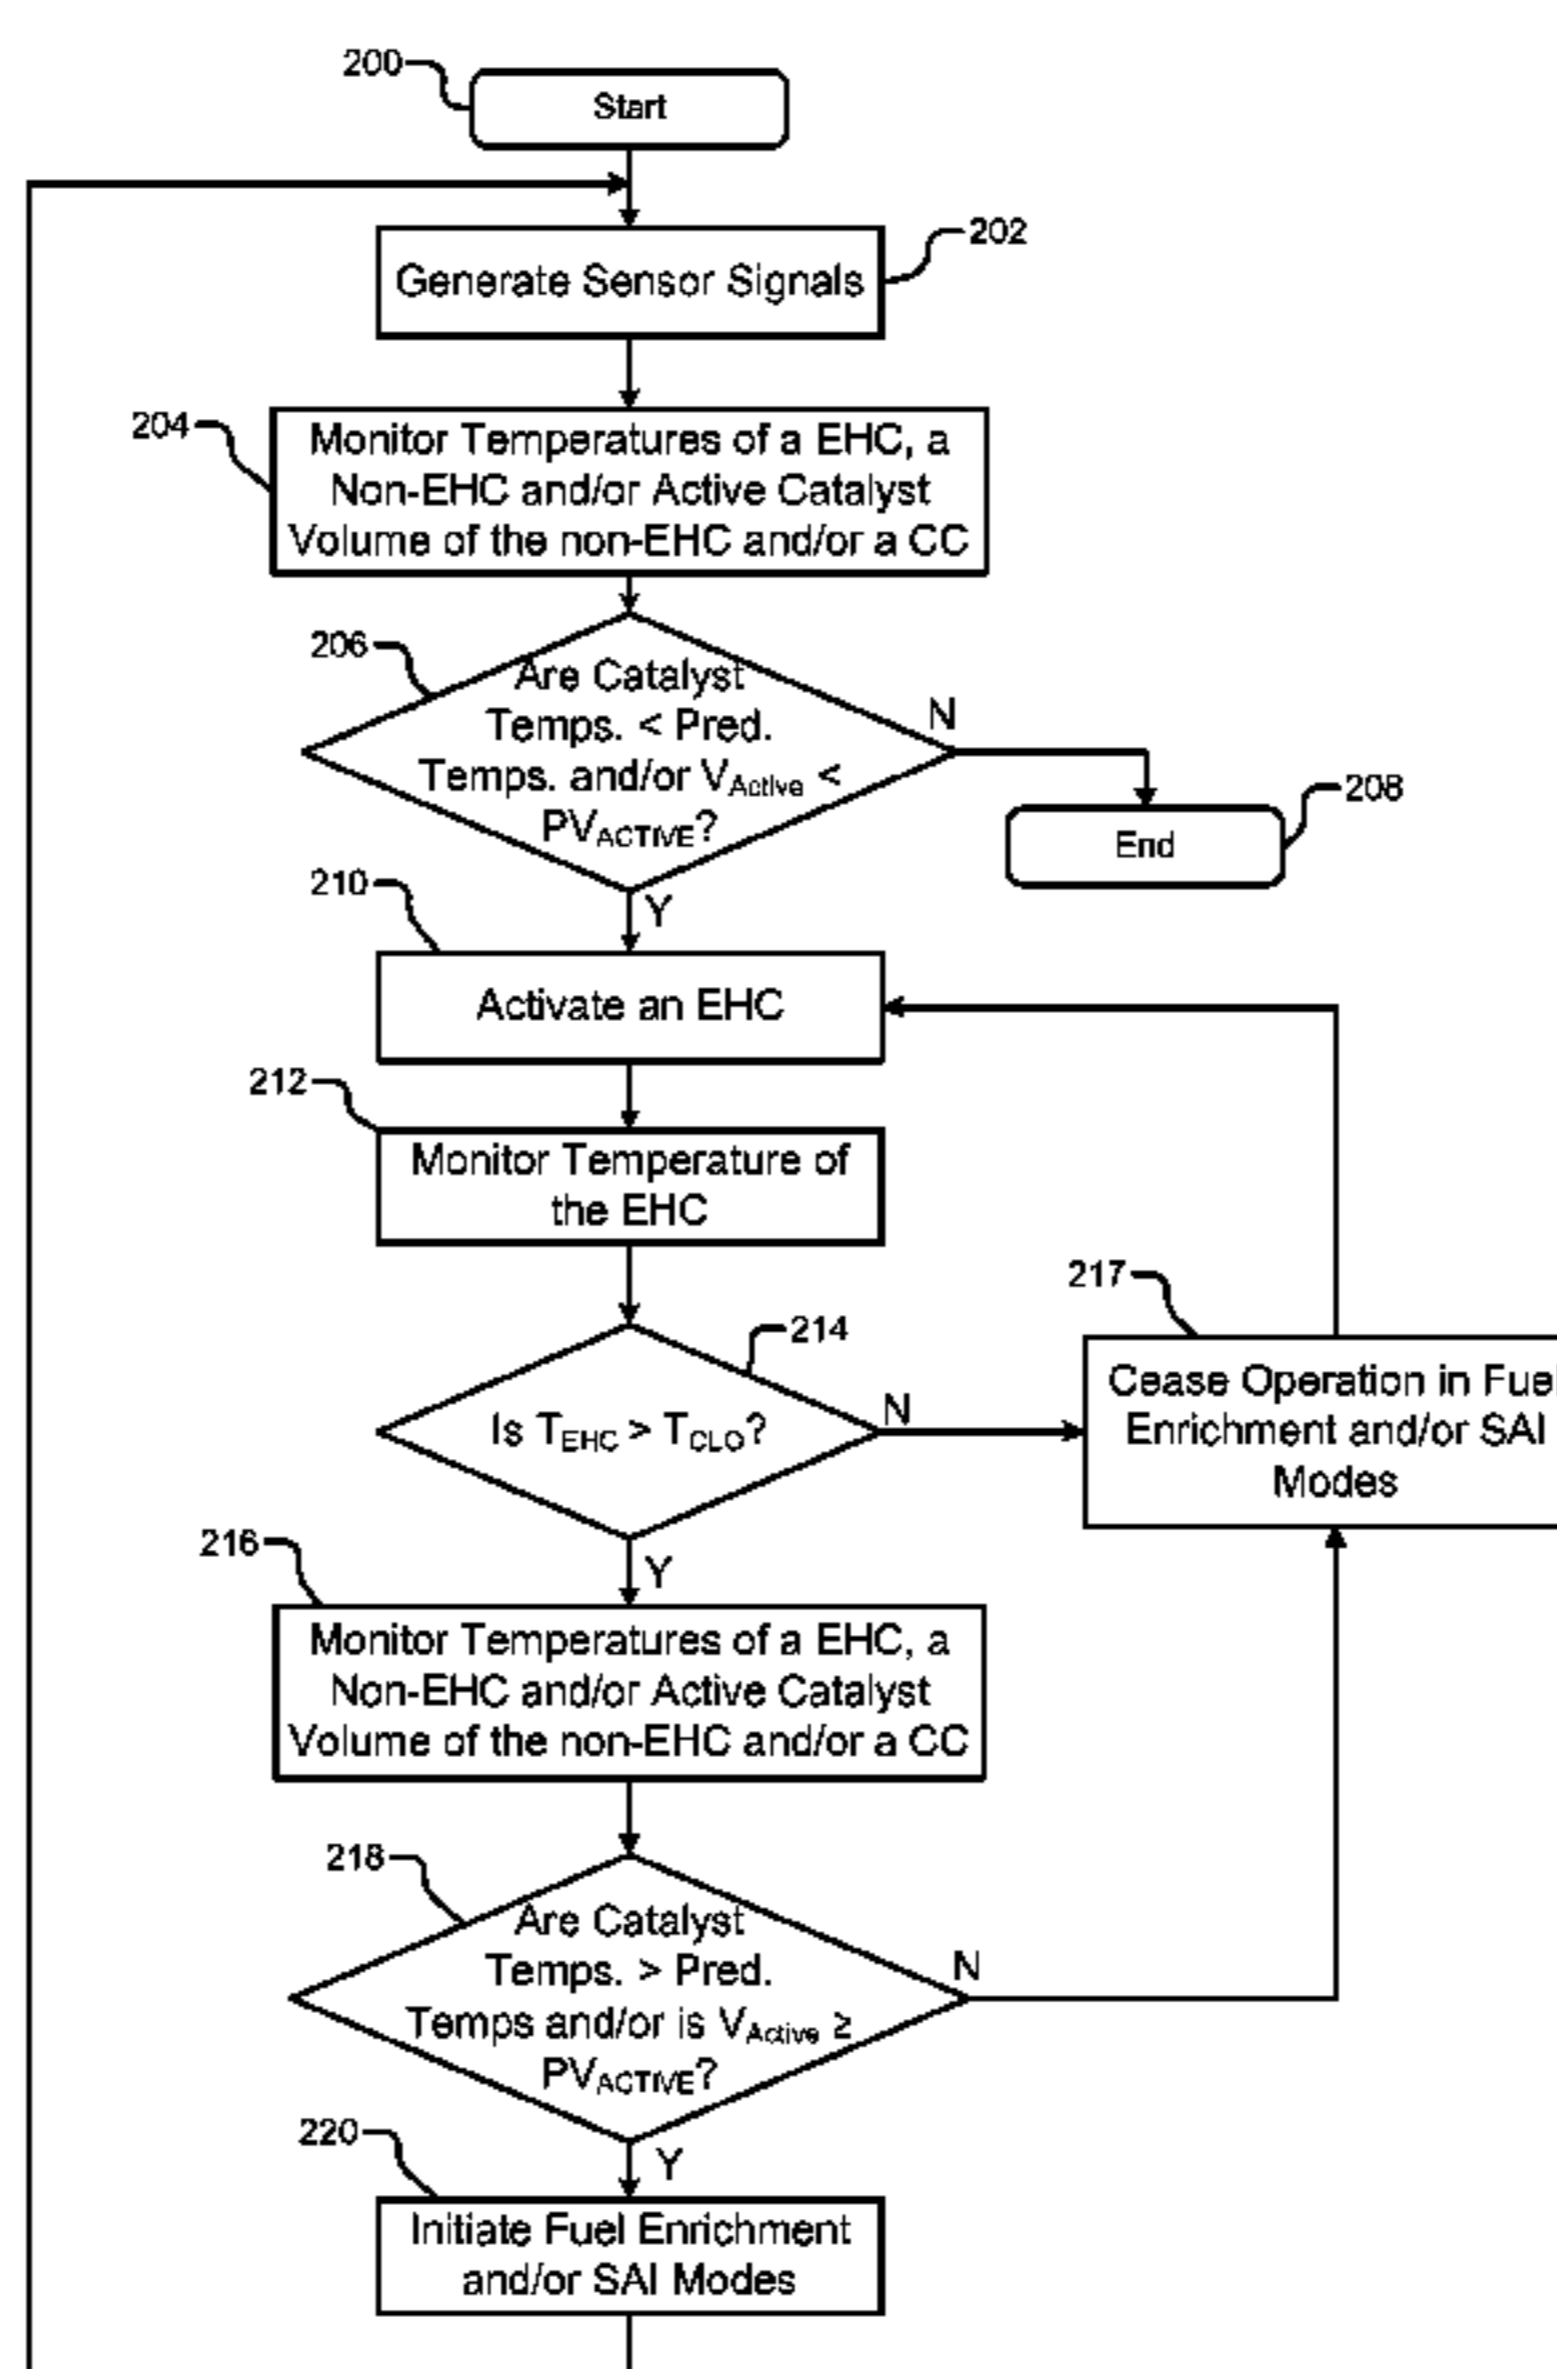 200
Start
202
Generate Sensor Signals
204
Monitor Temperatures of a EHC, a
Non-EHC and/or Active Catalyst
Volume of the non-EHC and/or a CC
206
Are Catalyst
Temps. < Pred.
Temps. and/or VActive <
PVACTIVE?
N
208
End
Y
210
Activate an EHC
212
Monitor Temperature of
the EHC
214
Is TEHC > TCLO?
N
217
Cease Operation in Fuel
Enrichment and/or SAI
Modes
Y
216
Monitor Temperatures of a EHC, a
Non-EHC and/or Active Catalyst
Volume of the non-EHC and/or a CC
218
Are Catalyst
Temps. > Pred.
Temps and/or is VActive ≥
PVACTIVE?
N
Y
220
Initiate Fuel Enrichment
and/or SAI Modes